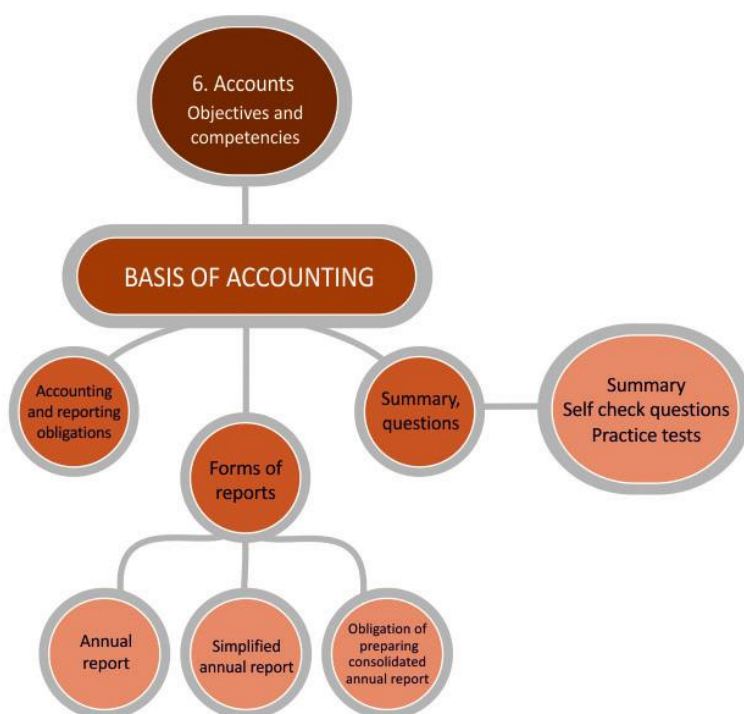 6. Accounts
Objectives and
competencies
BASIS OF ACCOUNTING
Accounting
and reporting
obligations
Forms of
reports
Summary,
questions
Summary
Self check questions
Practice tests
Annual
report
Simplified
annual report
Obligation of
preparing
consolidated
annual report